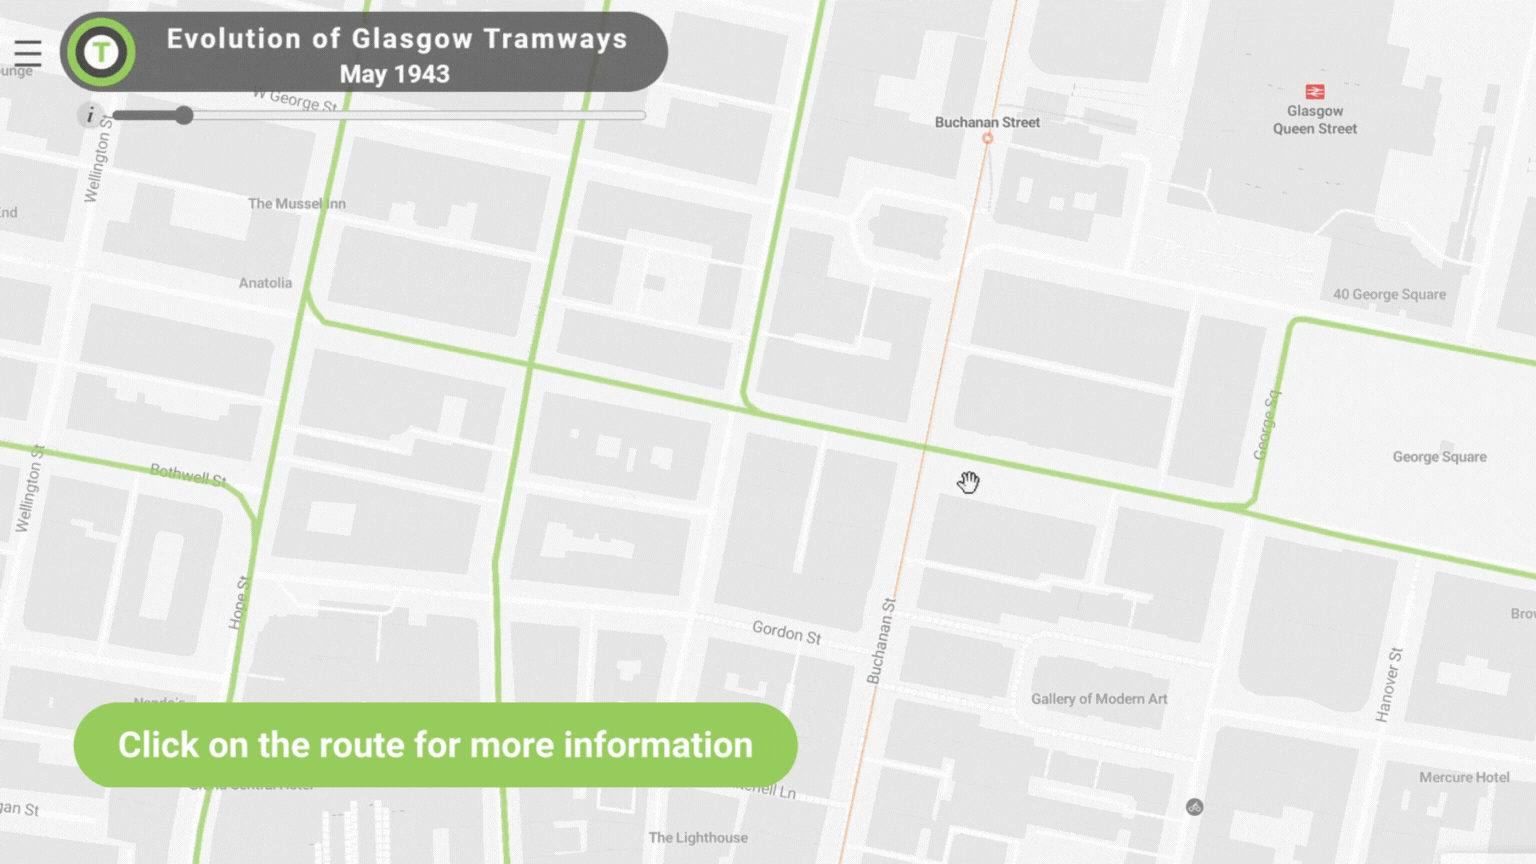 Evolution of Glasgow Tramways
May 1943
T
i
W George St
Wellington St
The Mussel Inn
Anatolia
Buchanan Street
Glasgow
Queen Street
40 George Square
George Sq
George Square
Bothwell St
Wellington St
Hope St
Gordon St
Buchanan St
Gallery of Modern Art
Hanover St
Click on the route for more information
Mercure Hotel
The Lighthouse